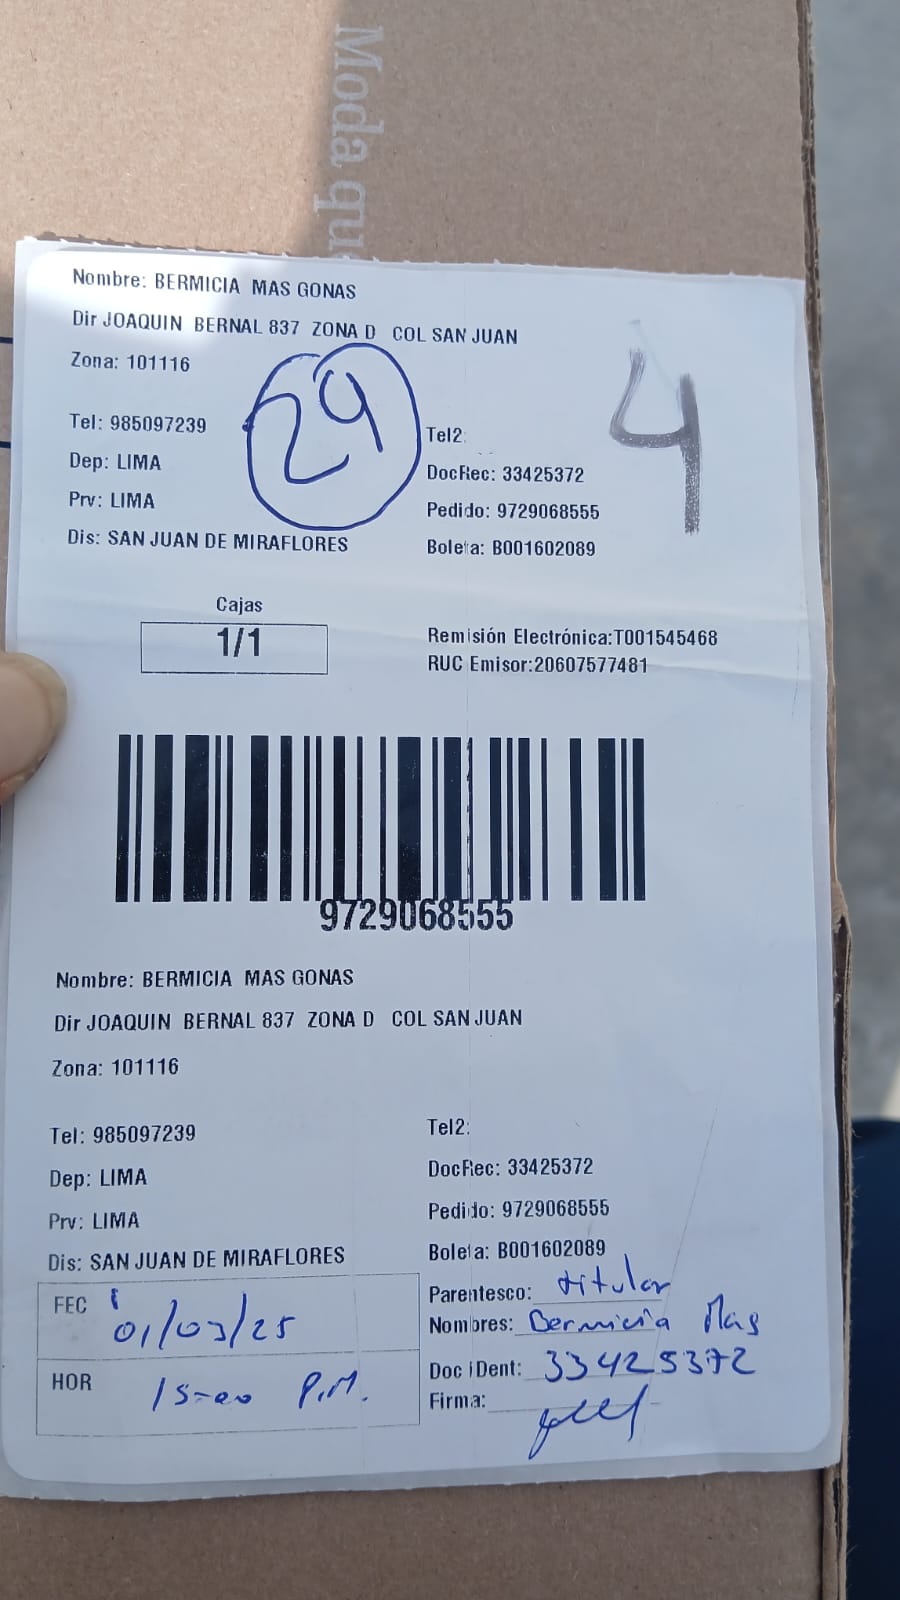 Moda qu
Nombre: BERMICIA MAS GONAS
Dir JOAQUIN BERNAL 837 ZONA D COL SAN JUAN
Zona: 101116
29
4
Tel: 985097239
Tel2:
Dep: LIMA
DocRec: 33425372
Prv: LIMA
Pedido: 9729068555
Dis: SAN JUAN DE MIRAFLORES
Boleta: B001602089
Cajas
1/1
Remisión Electrónica:T001545468
RUC Emisor:20607577481
9729068555
Nombre: BERMICIA MAS GONAS
Dir JOAQUIN BERNAL 837 ZONA D COL SAN JUAN
Zona: 101116
Tel: 985097239
Tel2:
Dep: LIMA
DocRec: 33425372
Prv: LIMA
Pedido: 9729068555
Dis: SAN JUAN DE MIRAFLORES
Boleta: B001602089
FEC 01/03/25
Parentesco: titular
Nombres: Bermicia Mas
HOR 15-00 P.M.
Doc iDent: 33425372
Firma: